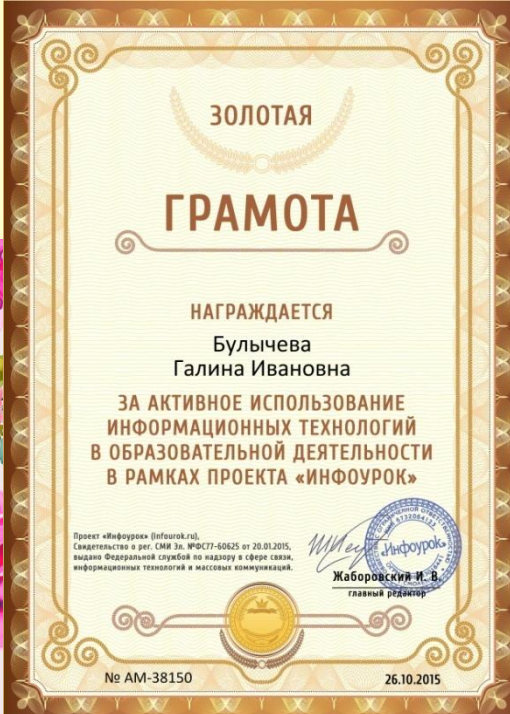 ЗОЛОТАЯ
ГРАМОТА
НАГРАЖДАЕТСЯ
Булычева
Галина Ивановна
ЗА АКТИВНОЕ ИСПОЛЬЗОВАНИЕ
ИНФОРМАЦИОННЫХ ТЕХНОЛОГИЙ
В ОБРАЗОВАТЕЛЬНОЙ ДЕЯТЕЛЬНОСТИ
В РАМКАХ ПРОЕКТА «ИНФОУРОК»
Проект «Инфоурок» (infourok.ru),
Свидетельство о рег. СМИ Эл. №ФС77-60625 от 20.01.2015,
выдано Федеральной службой по надзору в сфере связи,
информационных технологий и массовых коммуникаций.
«Инфоурок»
Жаборовский И. В.
главный редактор
№ АМ-38150
26.10.2015